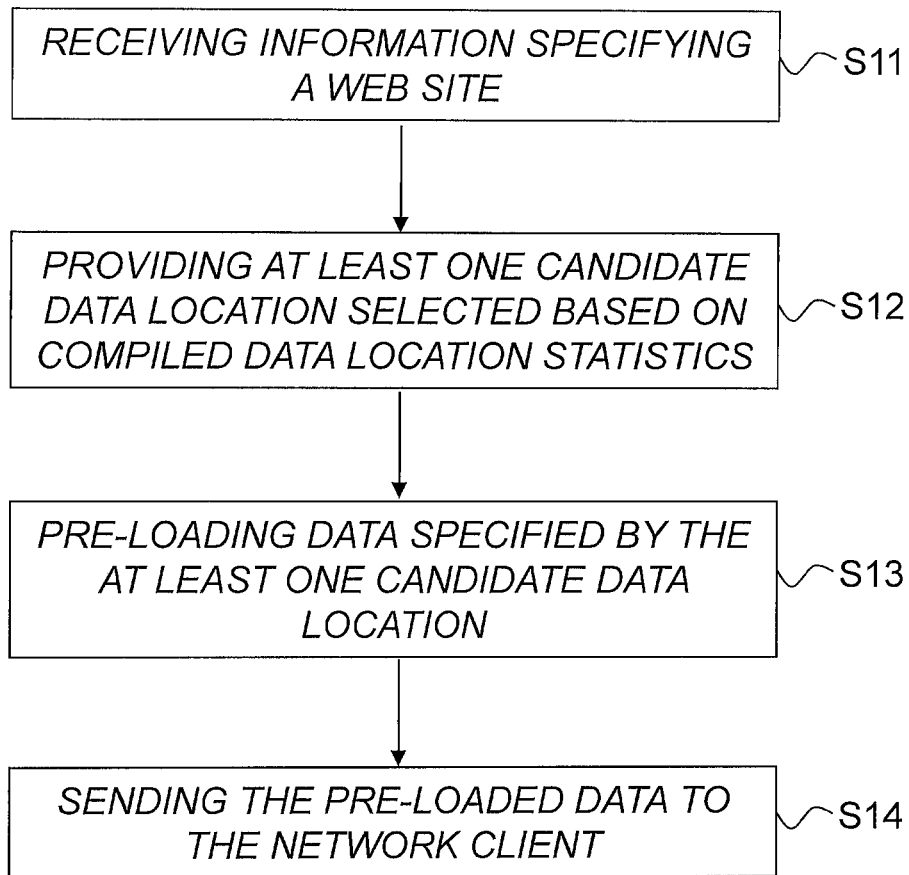 RECEIVING INFORMATION SPECIFYING
A WEB SITE
S11
PROVIDING AT LEAST ONE CANDIDATE
DATA LOCATION SELECTED BASED ON
COMPILED DATA LOCATION STATISTICS
S12
PRE-LOADING DATA SPECIFIED BY THE
AT LEAST ONE CANDIDATE DATA
LOCATION
S13
SENDING THE PRE-LOADED DATA TO
THE NETWORK CLIENT
S14